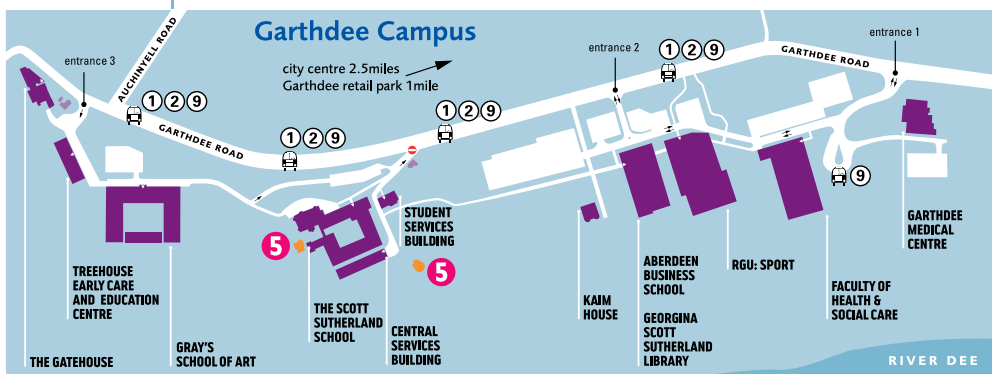 Garthdee Campus
city centre 2.5miles
Garthdee retail park 1mile
AUCHINYELL ROAD
entrance 3
entrance 2
entrance 1
GARTHDEE ROAD
GARTHDEE ROAD
1 2 9
1 2 9
1 2 9
1 2 9
9
5
5
STUDENT
SERVICES
BUILDING
TREEHOUSE
EARLY CARE
AND EDUCATION
CENTRE
THE GATEHOUSE
GRAY'S
SCHOOL OF ART
THE SCOTT
SUTHERLAND
SCHOOL
CENTRAL
SERVICES
BUILDING
KAIM
HOUSE
ABERDEEN
BUSINESS
SCHOOL
GEORGINA
SCOTT
SUTHERLAND
LIBRARY
RGU: SPORT
FACULTY OF
HEALTH &
SOCIAL CARE
GARTHDEE
MEDICAL
CENTRE
RIVER DEE